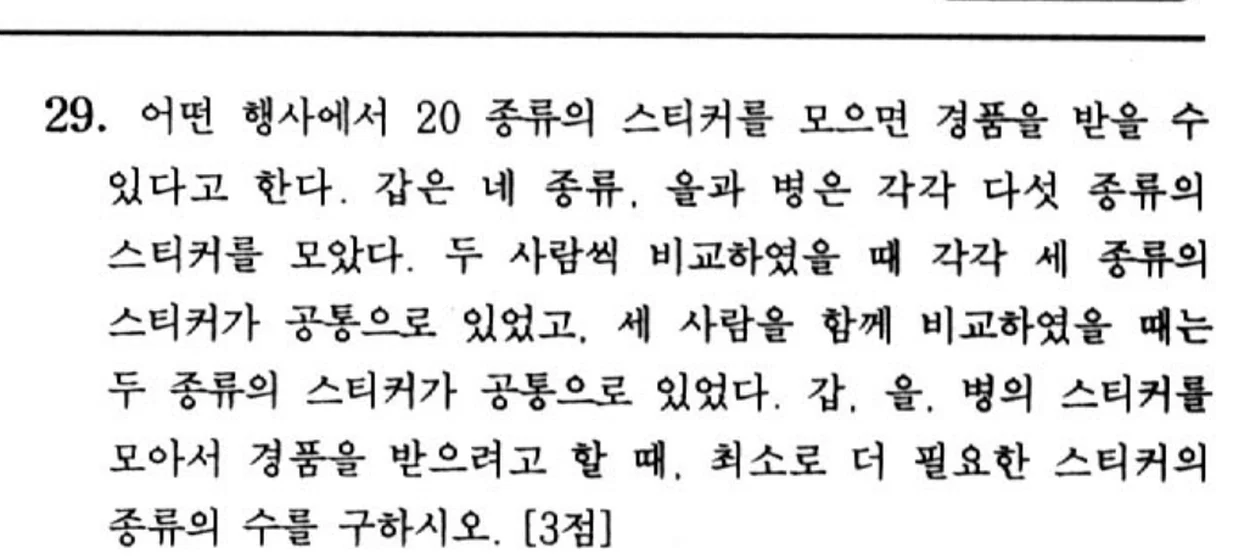 29. 어떤 행사에서 20 종류의 스티커를 모으면 경품을 받을 수
있다고 한다. 갑은 네 종류, 을과 병은 각각 다섯 종류의
스티커를 모았다. 두 사람씩 비교하였을 때 각각 세 종류의
스티커가 공통으로 있었고, 세 사람을 함께 비교하였을 때는
두 종류의 스티커가 공통으로 있었다. 갑, 을, 병의 스티커를
모아서 경품을 받으려고 할 때, 최소로 더 필요한 스티커의
종류의 수를 구하시오. [3점]